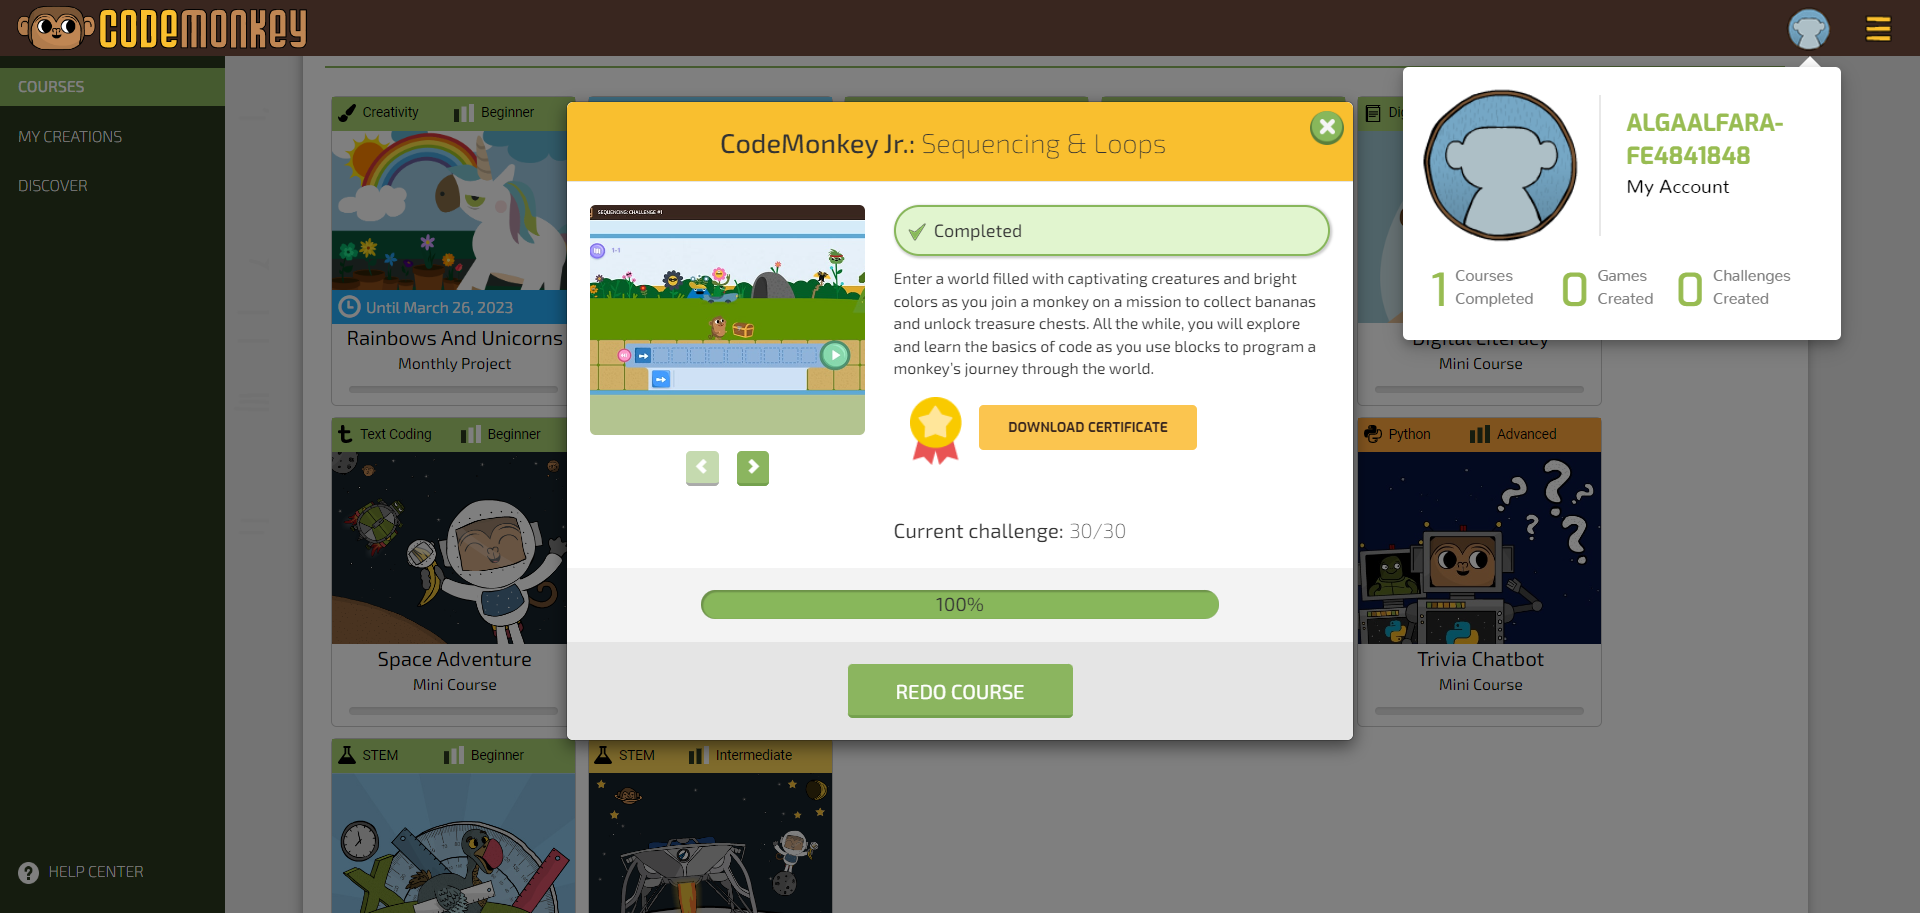 CODEMONKEY
COURSES
MY CREATIONS
DISCOVER
HELP CENTER
Creativity
Beginner
Until March 26, 2023
Rainbows And Unicorns
Monthly Project
Text Coding
Beginner
Space Adventure
Mini Course
STEM
Beginner
STEM
Intermediate
CodeMonkey Jr.: Sequencing & Loops
SEQUENCING: CHALLENGE #1
1-1
Completed
Enter a world filled with captivating creatures and bright
colors as you join a monkey on a mission to collect bananas
and unlock treasure chests. All the while, you will explore
and learn the basics of code as you use blocks to program a
monkey's journey through the world.
DOWNLOAD CERTIFICATE
Current challenge: 30/30
100%
REDO COURSE
ALGAALFARA-
FE4841848
My Account
1 Courses
Completed
0 Games
Created
0 Challenges
Created
Digital Literacy
Mini Course
Python
Advanced
Trivia Chatbot
Mini Course